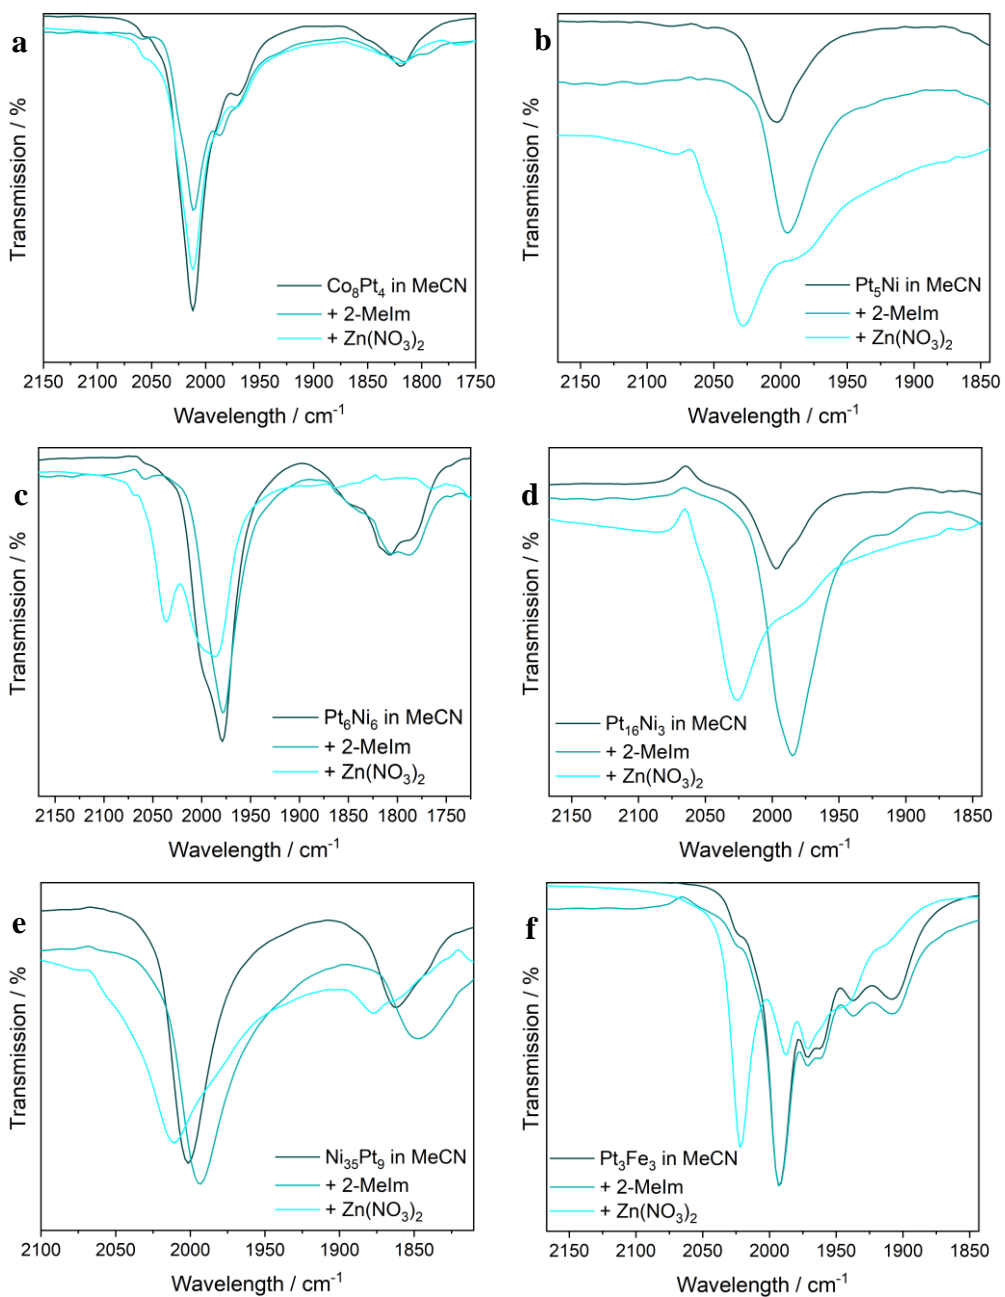 a
Transmission / %
Co₈Pt₄ in MeCN
+ 2-MeIm
+ Zn(NO₃)₂
2150 2100 2050 2000 1950 1900 1850 1800 1750
Wavelength / cm⁻¹
b
Transmission / %
Pt₅Ni in MeCN
+ 2-MeIm
+ Zn(NO₃)₂
2150 2100 2050 2000 1950 1900 1850
Wavelength / cm⁻¹
c
Transmission / %
Pt₆Ni₆ in MeCN
+ 2-MeIm
+ Zn(NO₃)₂
2150 2100 2050 2000 1950 1900 1850 1800 1750
Wavelength / cm⁻¹
d
Transmission / %
Pt₁₆Ni₃ in MeCN
+ 2-MeIm
+ Zn(NO₃)₂
2150 2100 2050 2000 1950 1900 1850
Wavelength / cm⁻¹
e
Transmission / %
Ni₃₅Pt₉ in MeCN
+ 2-MeIm
+ Zn(NO₃)₂
2100 2050 2000 1950 1900 1850
Wavelength / cm⁻¹
f
Transmission / %
Pt₃Fe₃ in MeCN
+ 2-MeIm
+ Zn(NO₃)₂
2150 2100 2050 2000 1950 1900 1850
Wavelength / cm⁻¹